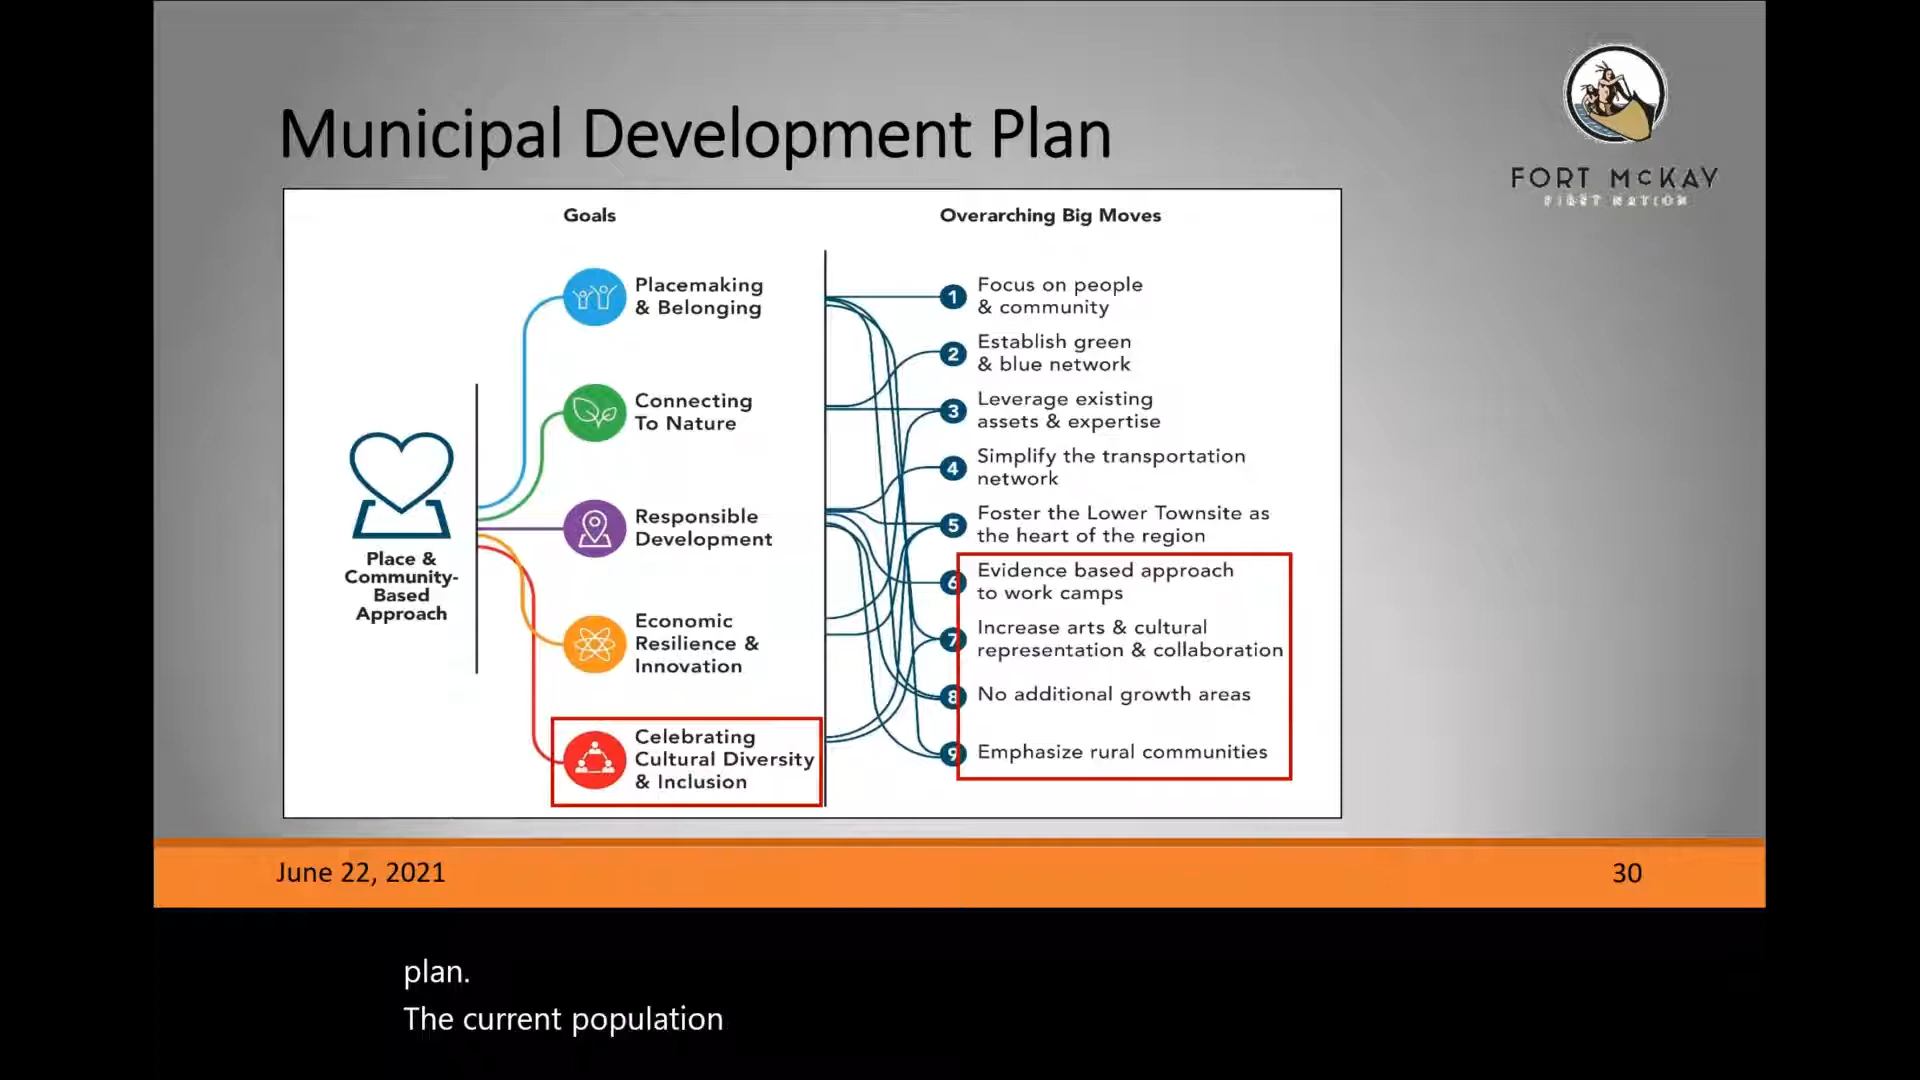 Municipal Development Plan
FORT McKAY
FIRST NATION
Goals
Overarching Big Moves
Place &
Community-
Based
Approach
Placemaking
& Belonging
Connecting
To Nature
Responsible
Development
Economic
Resilience &
Innovation
Celebrating
Cultural Diversity
& Inclusion
1 Focus on people
& community
2 Establish green
& blue network
3 Leverage existing
assets & expertise
4 Simplify the transportation
network
5 Foster the Lower Townsite as
the heart of the region
6 Evidence based approach
to work camps
7 Increase arts & cultural
representation & collaboration
8 No additional growth areas
9 Emphasize rural communities
June 22, 2021
30
plan.
The current population